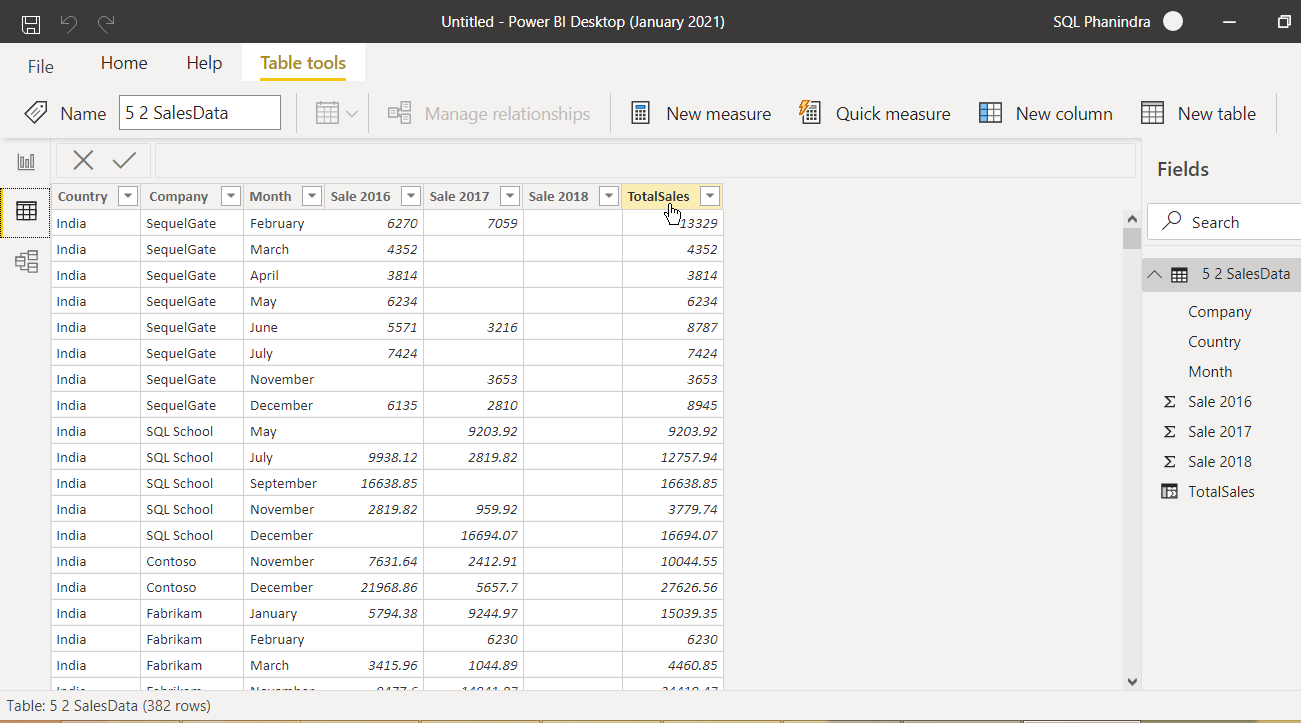 Untitled - Power BI Desktop (January 2021) SQL Phanindra
File Home Help Table tools
Name 5 2 SalesData Manage relationships New measure Quick measure New column New table
Fields
Search
5 2 SalesData
Company
Country
Month
Σ Sale 2016
Σ Sale 2017
Σ Sale 2018
TotalSales
Country Company Month Sale 2016 Sale 2017 Sale 2018 TotalSales
India SequelGate February 6270 7059 13329
India SequelGate March 4352 4352
India SequelGate April 3814 3814
India SequelGate May 6234 6234
India SequelGate June 5571 3216 8787
India SequelGate July 7424 7424
India SequelGate November 3653 3653
India SequelGate December 6135 2810 8945
India SQL School May 9203.92 9203.92
India SQL School July 9938.12 2819.82 12757.94
India SQL School September 16638.85 16638.85
India SQL School November 2819.82 959.92 3779.74
India SQL School December 16694.07 16694.07
India Contoso November 7631.64 2412.91 10044.55
India Contoso December 21968.86 5657.7 27626.56
India Fabrikam January 5794.38 9244.97 15039.35
India Fabrikam February 6230 6230
India Fabrikam March 3415.96 1044.89 4460.85
Table: 5 2 SalesData (382 rows)